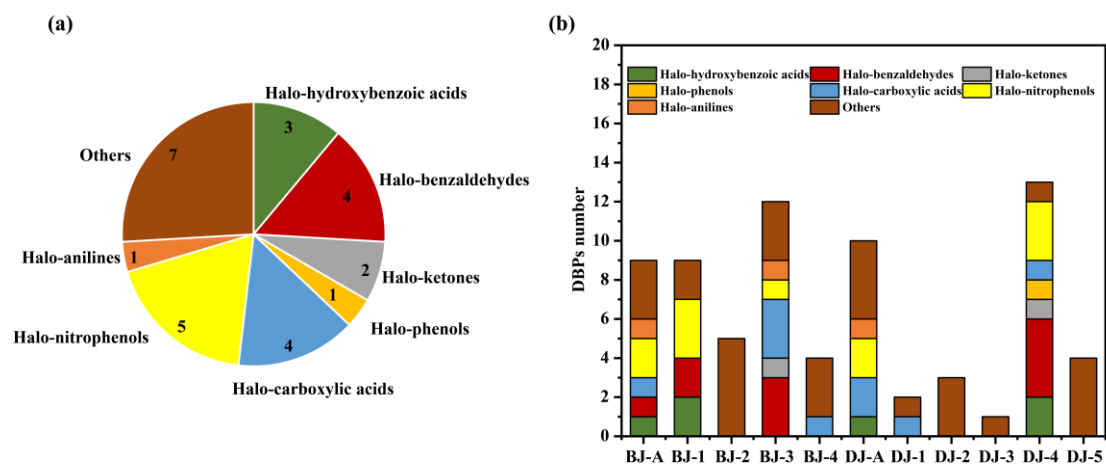 (a)
Halo-hydroxybenzoic acids
3
Others
7
Halo-benzaldehydes
4
Halo-anilines
1
Halo-ketones
2
1
Halo-phenols
Halo-nitrophenols
5
4
Halo-carboxylic acids
(b)
20
18
16
14
12
10
8
6
4
2
0
DBPs number
Halo-hydroxybenzoic acids
Halo-benzaldehydes
Halo-ketones
Halo-phenols
Halo-carboxylic acids
Halo-nitrophenols
Halo-anilines
Others
BJ-A BJ-1 BJ-2 BJ-3 BJ-4 DJ-A DJ-1 DJ-2 DJ-3 DJ-4 DJ-5